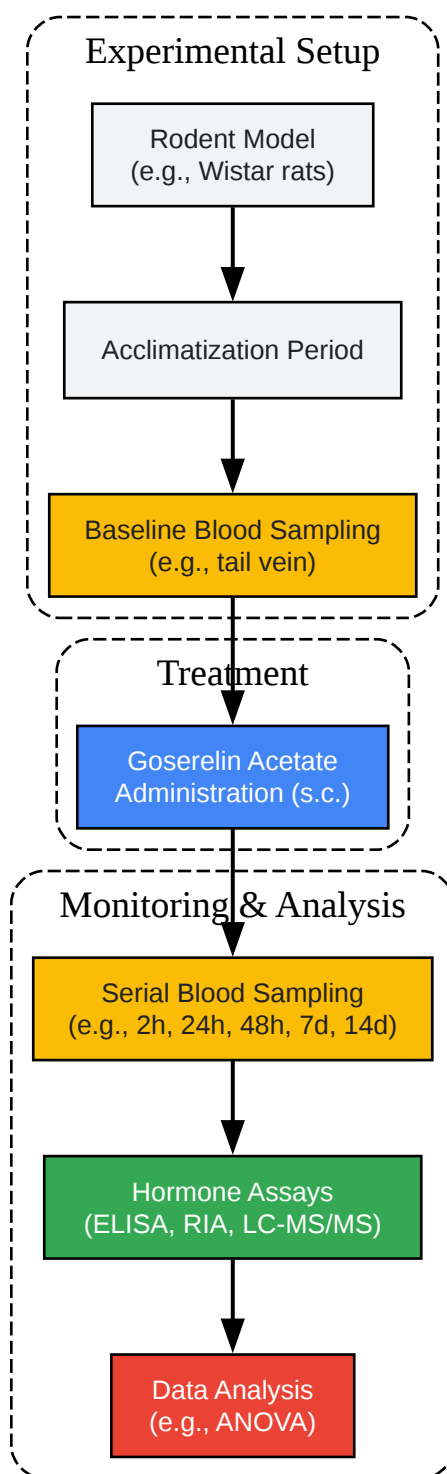 Experimental Setup
Rodent Model
(e.g., Wistar rats)
Acclimatization Period
Baseline Blood Sampling
(e.g., tail vein)
Treatment
Goserelin Acetate
Administration (s.c.)
Monitoring & Analysis
Serial Blood Sampling
(e.g., 2h, 24h, 48h, 7d, 14d)
Hormone Assays
(ELISA, RIA, LC-MS/MS)
Data Analysis
(e.g., ANOVA)